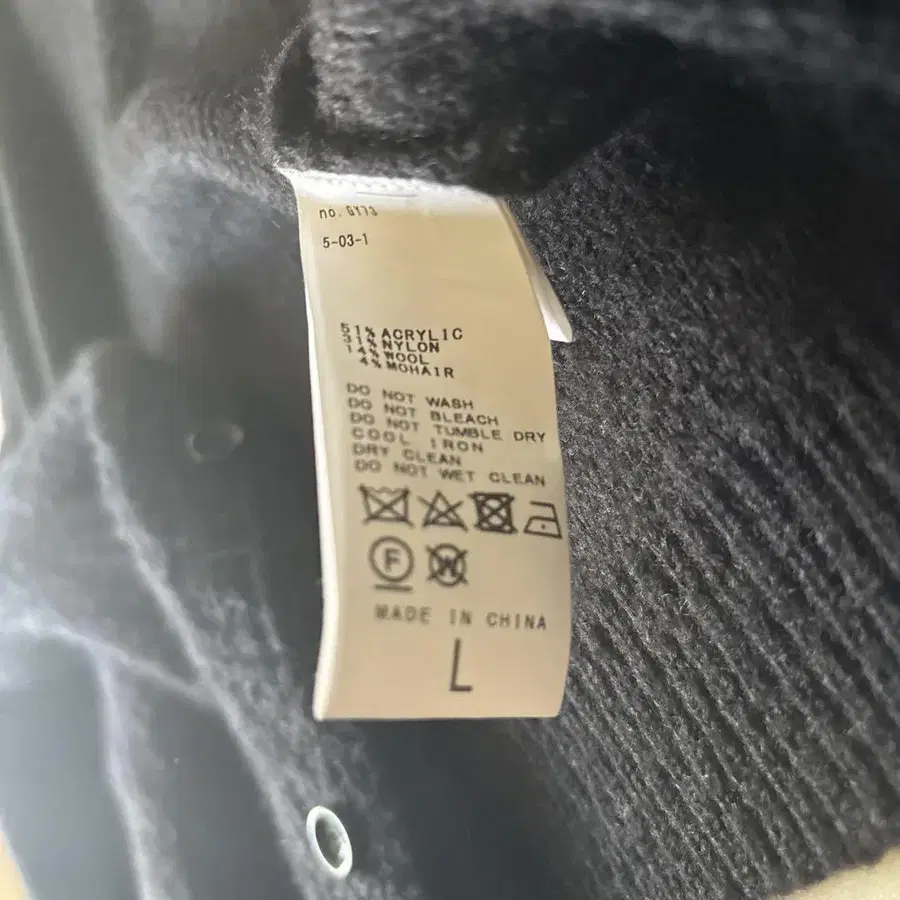 no. GY73
5-03-1
51% ACRYLIC
31% NYLON
14% WOOL
4% MOHAIR
DO NOT WASH
DO NOT BLEACH
DO NOT TUMBLE DRY
COOL IRON
DRY CLEAN
DO NOT WET CLEAN
F W
MADE IN CHINA
L